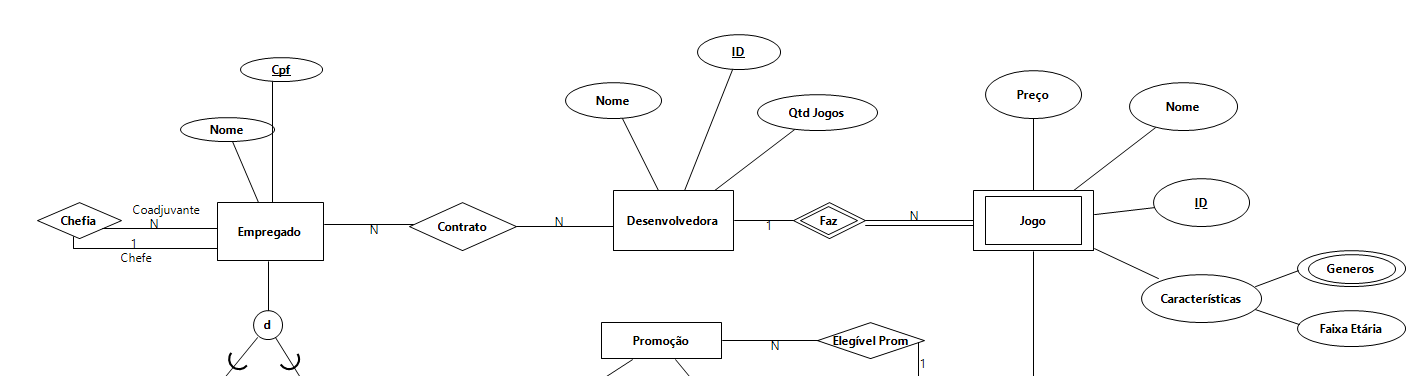 ID
Cpf
Preço
Nome
Nome
Qtd Jogos
Nome
ID
Coadjuvante
Chefia
N
Empregado
N
Contrato
N
Desenvolvedora
1
Faz
N
Jogo
1
Chefe
Generos
Características
Faixa Etária
d
Promoção
N
Elegível Prom
1